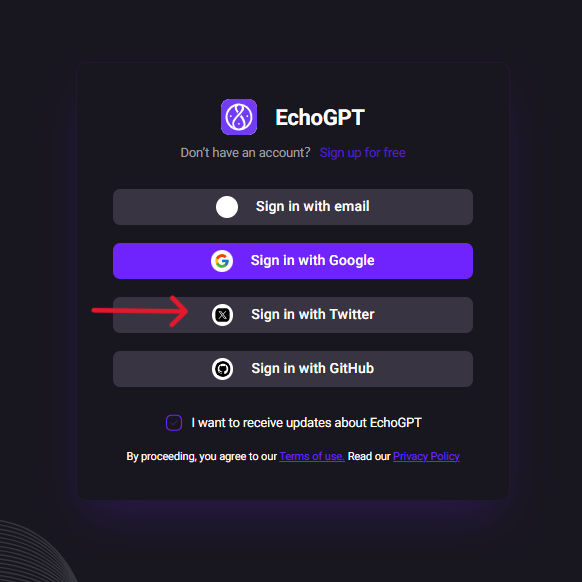 EchoGPT
Don't have an account? Sign up for free
Sign in with email
Sign in with Google
Sign in with Twitter
Sign in with GitHub
I want to receive updates about EchoGPT
By proceeding, you agree to our Terms of use. Read our Privacy Policy